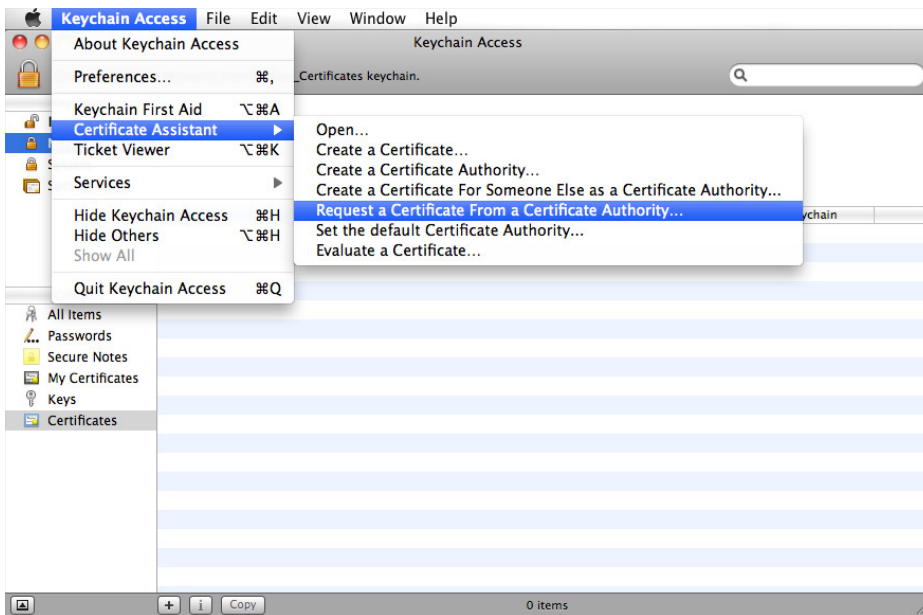 Keychain Access File Edit View Window Help
About Keychain Access
Keychain Access
Preferences... ⌘,
_Certificates keychain.
Keychain First Aid ⌥⌘A
Certificate Assistant ▶
Ticket Viewer ⌥⌘K
Services ▶
Hide Keychain Access ⌘H
Hide Others ⌥⌘H
Show All
Quit Keychain Access ⌘Q
Open...
Create a Certificate...
Create a Certificate Authority...
Create a Certificate For Someone Else as a Certificate Authority...
Request a Certificate From a Certificate Authority...
Set the default Certificate Authority...
Evaluate a Certificate...
ychain
All Items
Passwords
Secure Notes
My Certificates
Keys
Certificates
Copy
0 items